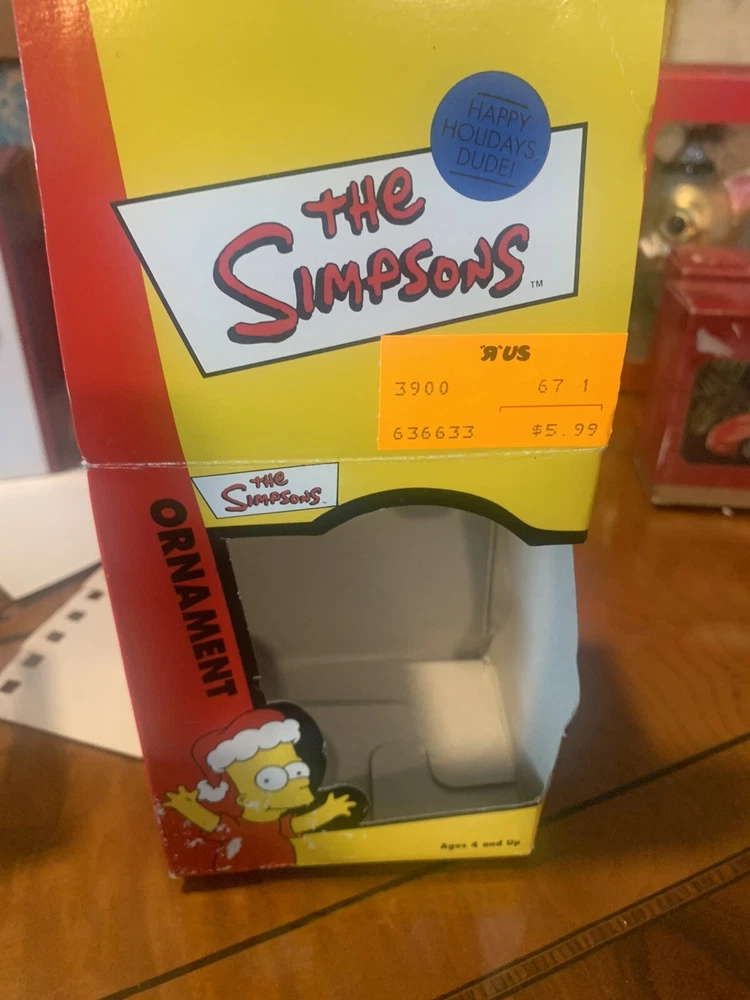 HAPPY
HOLIDAYS,
DUDE!
THE
SIMPSONS TM
"R"US
3900 67 1
636633 $5.99
THE
SIMPSONS
ORNAMENT
Ages 4 and Up